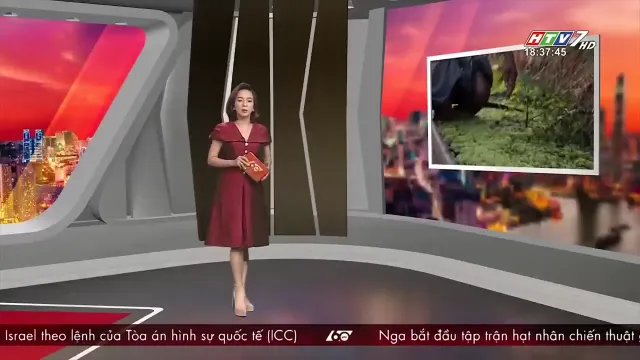 HTV7 HD
18:37:45
Israel theo lệnh của Tòa án hình sự quốc tế (ICC) 60 Nga bắt đầu tập trận hạt nhân chiến thuật